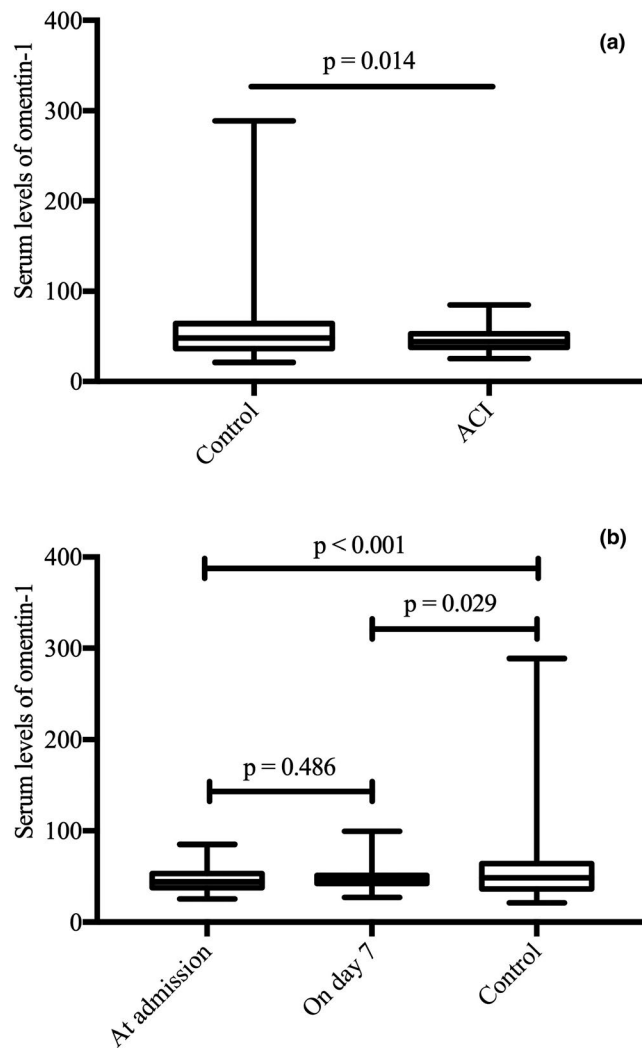 (a)
p = 0.014
Serum levels of omentin-1
400
300
200
100
0
Control
ACI
(b)
p < 0.001
p = 0.029
p = 0.486
Serum levels of omentin-1
400
300
200
100
0
At admission
On day 7
Control